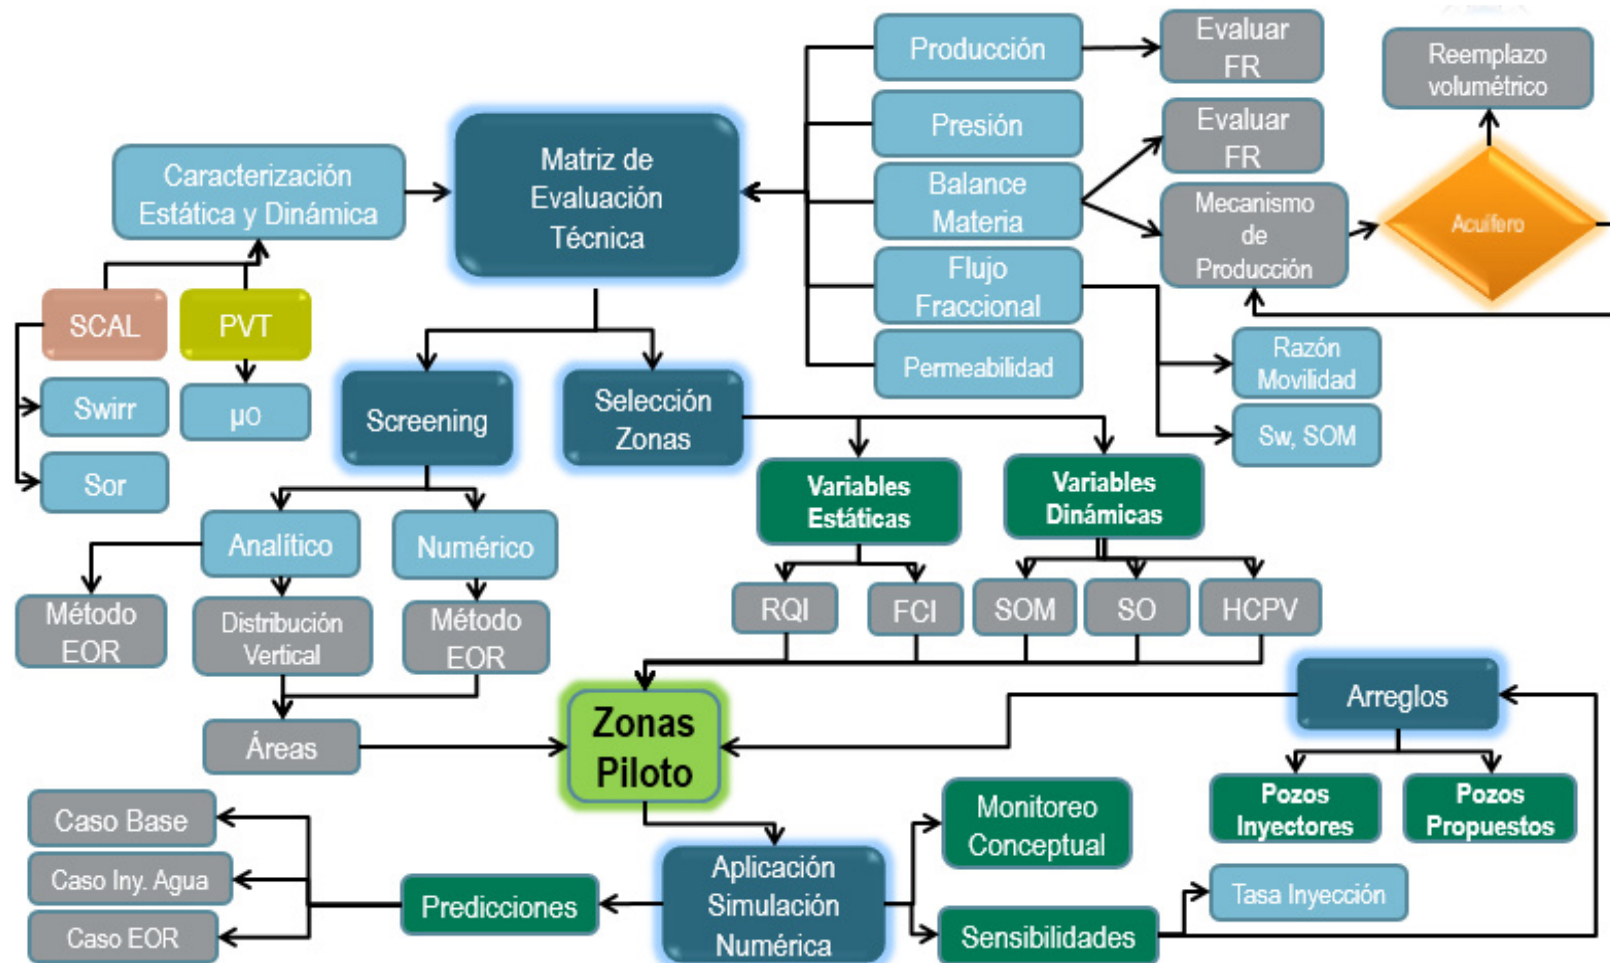 Producción
Evaluar
FR
Reemplazo
volumétrico
Presión
Evaluar
FR
Matriz de
Evaluación
Técnica
Caracterización
Estática y Dinámica
Balance
Materia
Mecanismo
de
Producción
Acuífero
Flujo
Fraccional
SCAL
PVT
Permeabilidad
Razón
Movilidad
Swirr
µo
Screening
Selección
Zonas
Sw, SOM
Sor
Variables
Estáticas
Variables
Dinámicas
Analítico
Numérico
Método
EOR
Distribución
Vertical
Método
EOR
RQI
FCI
SOM
SO
HCPV
Zonas
Piloto
Arreglos
Áreas
Pozos
Inyectores
Pozos
Propuestos
Monitoreo
Conceptual
Caso Base
Caso Iny. Agua
Caso EOR
Predicciones
Aplicación
Simulación
Numérica
Tasa Inyección
Sensibilidades